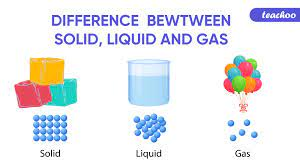 teachoo
DIFFERENCE BEWTWEEN
SOLID, LIQUID AND GAS
Solid
Liquid
Gas